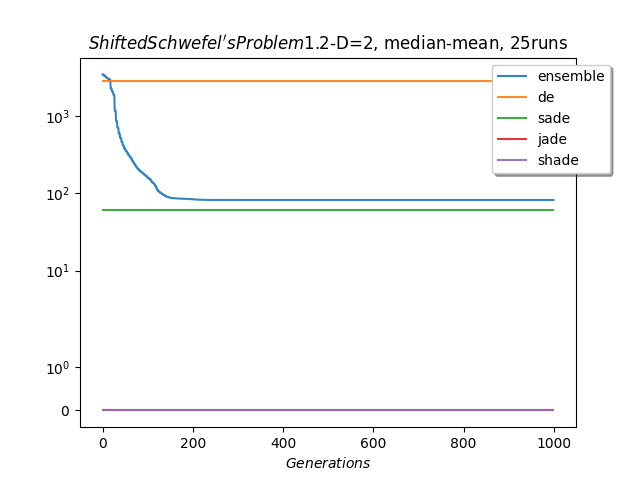 ShiftedSchwefel'sProblem1.2-D=2, median-mean, 25runs
ensemble
de
sade
jade
shade
10³
10²
10¹
10⁰
0
0 200 400 600 800 1000
Generations